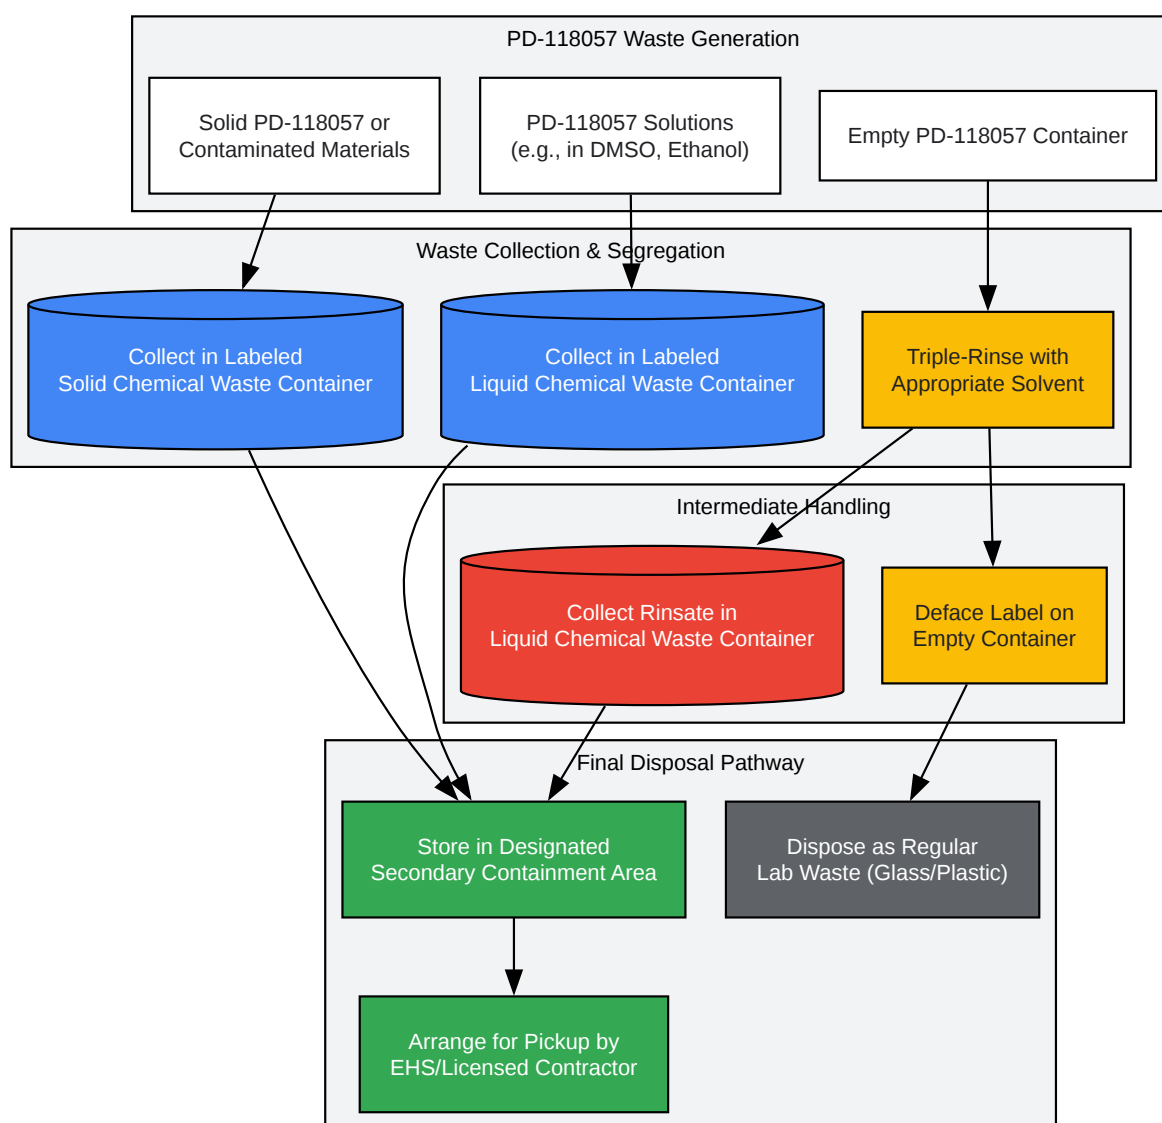 PD-118057 Waste Generation
Solid PD-118057 or
Contaminated Materials
PD-118057 Solutions
(e.g., in DMSO, Ethanol)
Empty PD-118057 Container
Waste Collection & Segregation
Collect in Labeled
Solid Chemical Waste Container
Collect in Labeled
Liquid Chemical Waste Container
Triple-Rinse with
Appropriate Solvent
Intermediate Handling
Collect Rinsate in
Liquid Chemical Waste Container
Deface Label on
Empty Container
Final Disposal Pathway
Store in Designated
Secondary Containment Area
Dispose as Regular
Lab Waste (Glass/Plastic)
Arrange for Pickup by
EHS/Licensed Contractor